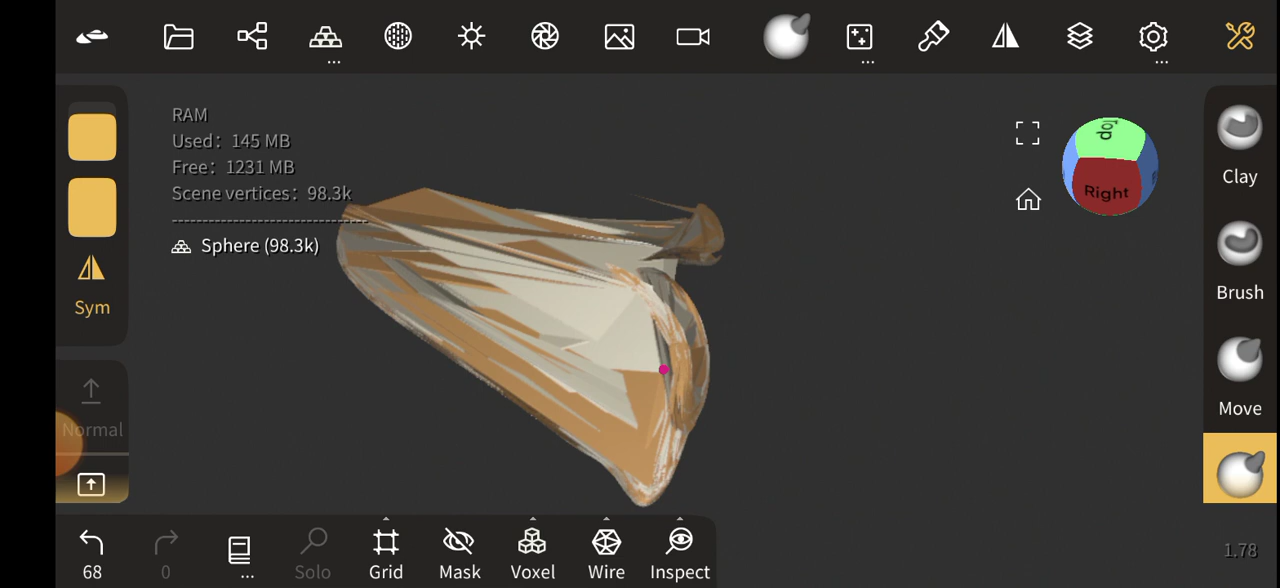 RAM
Used: 145 MB
Free: 1231 MB
Scene vertices: 98.3k
--------------------------------
Sphere (98.3k)
Top
Right
Sym
Normal
Clay
Brush
Move
68
0
...
Solo
Grid
Mask
Voxel
Wire
Inspect
1.78